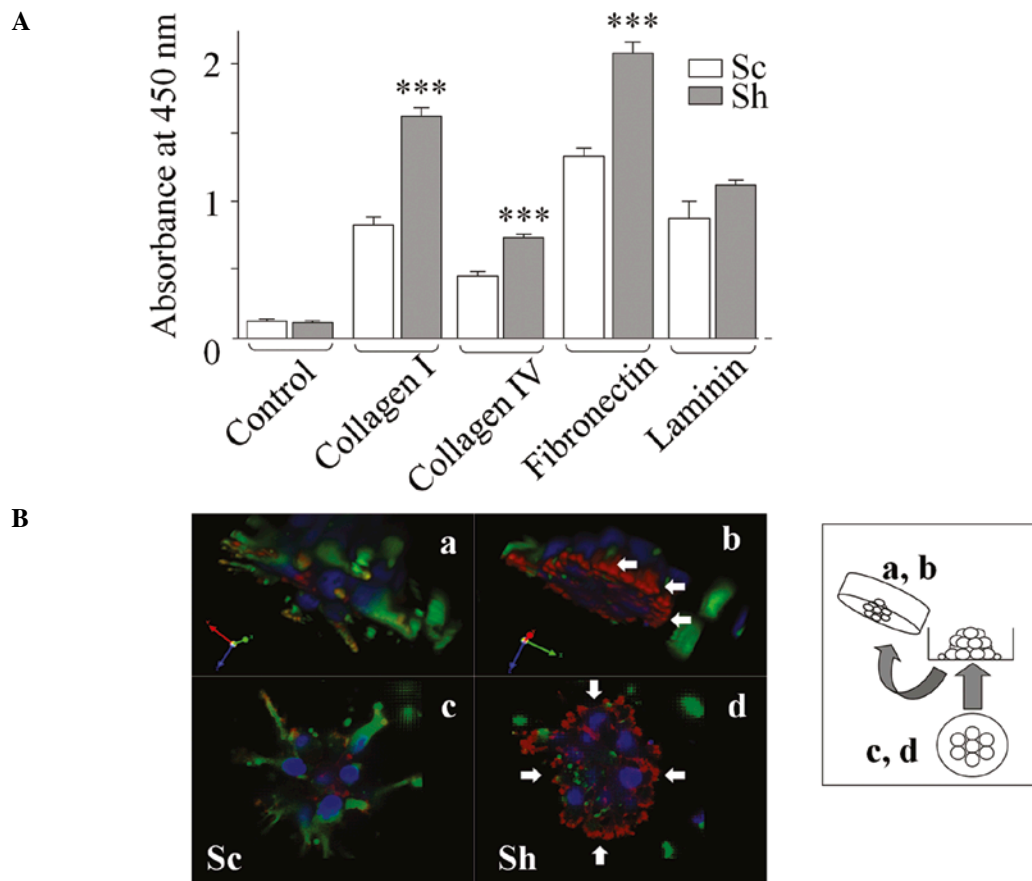 A
Absorbance at 450 nm
2
1
0
***
***
***
Sc
Sh
Control
Collagen I
Collagen IV
Fibronectin
Laminin
B
a
b
c
d
Sc
Sh
a, b
c, d